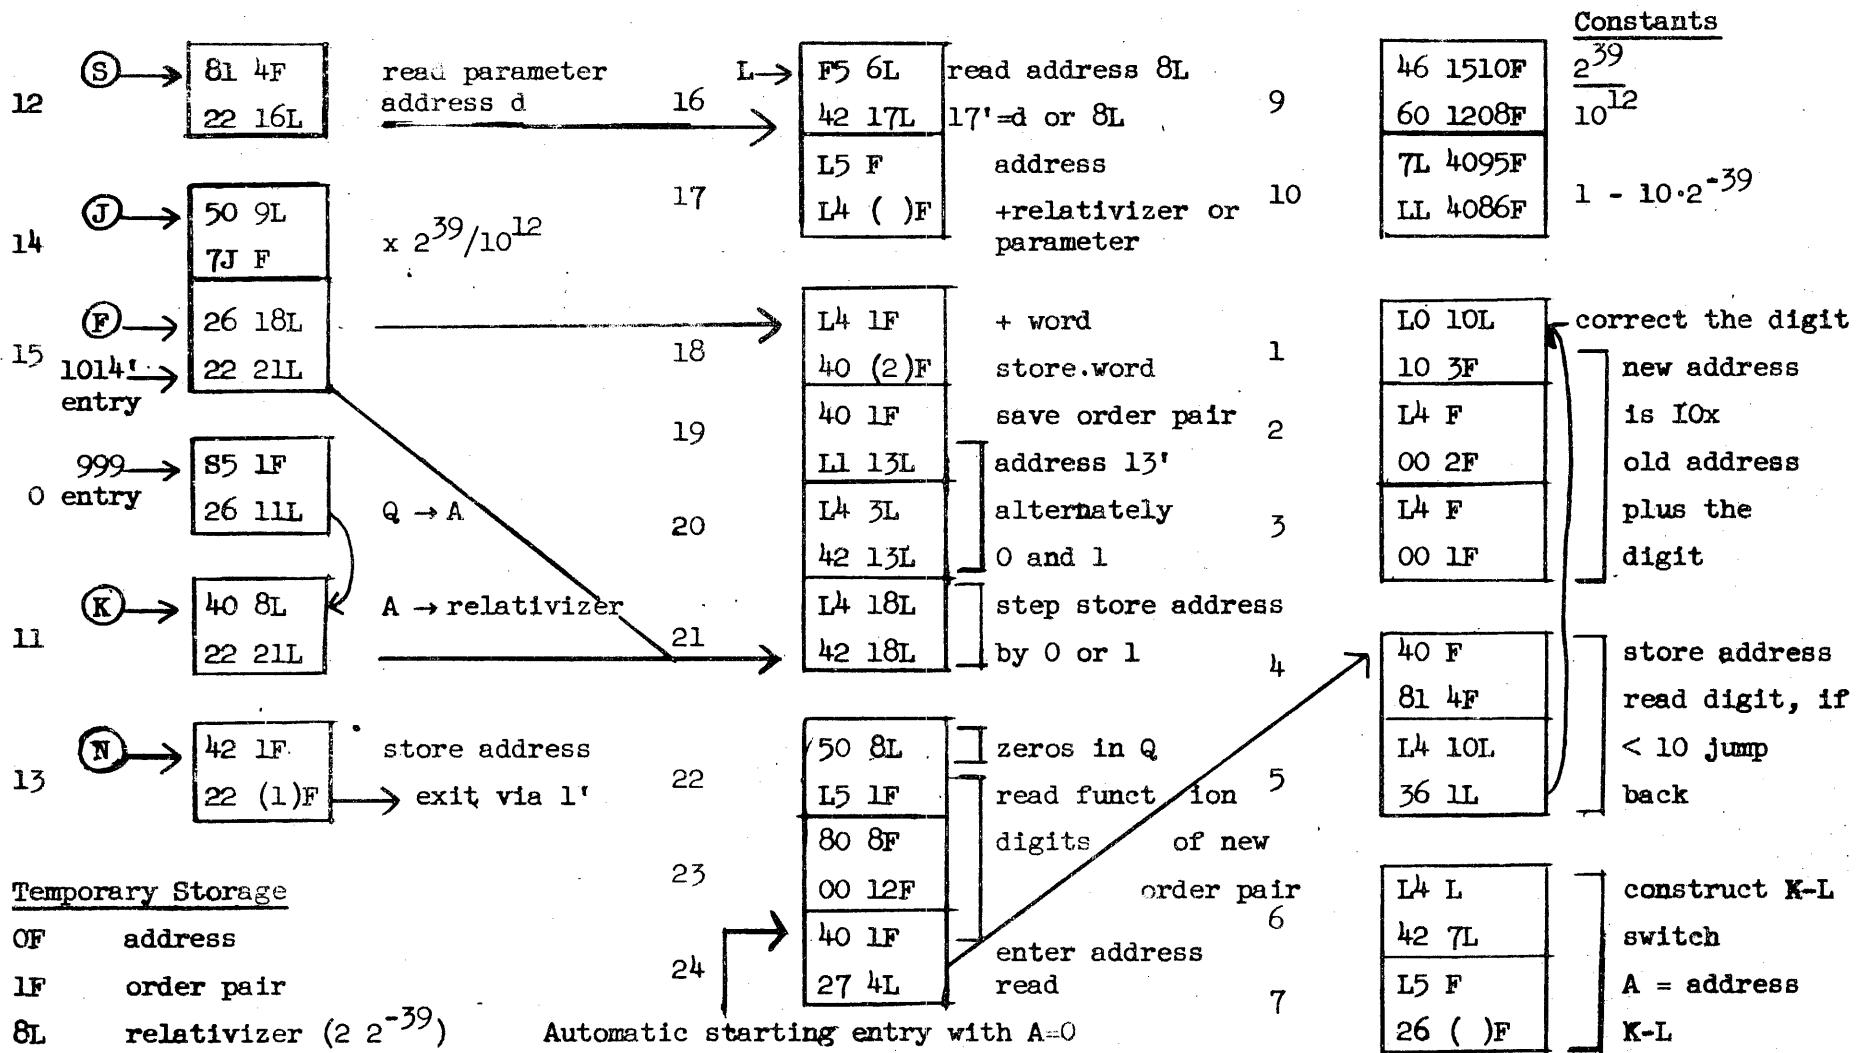 12
S
81 4F
22 16L
read parameter
address d
14
J
50 9L
7J F
x 2^39/10^12
15
F
26 18L
22 21L
1014'
entry
0
999
entry
S5 1F
26 11L
Q → A
11
K
40 8L
22 21L
A → relativizer
13
N
42 1F
22 (1)F
store address
exit via 1'
Temporary Storage
0F address
1F order pair
8L relativizer (2 2^-39)
16
L
F5 6L
42 17L
read address 8L
17'=d or 8L
17
L5 F
L4 ( )F
address
+relativizer or
parameter
18
L4 1F
40 (2)F
+ word
store.word
19
40 1F
L1 13L
save order pair
address 13'
20
L4 3L
42 13L
alternately
0 and 1
21
L4 18L
42 18L
step store address
by 0 or 1
22
50 8L
L5 1F
zeros in Q
read funct ion
23
80 8F
00 12F
digits of new
order pair
24
40 1F
27 4L
enter address
read
Automatic starting entry with A=0
Constants
9
46 1510F
60 1208F
2^39
10^12
10
7L 4095F
LL 4086F
1 - 10·2^-39
1
L0 10L
10 3F
correct the digit
new address
2
L4 F
00 2F
is 10x
old address
3
L4 F
00 1F
plus the
digit
4
40 F
81 4F
store address
read digit, if
5
L4 10L
36 1L
< 10 jump
back
6
L4 L
42 7L
construct K-L
switch
7
L5 F
26 ( )F
A = address
K-L